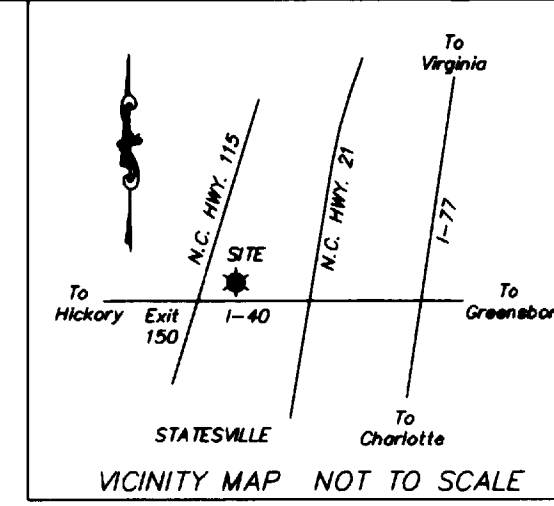 To
Virginia
N.C. HWY. 115
N.C. HWY. 21
I-77
SITE
To
Hickory
Exit
150
I-40
To
Greensbor
STATESVILLE
To
Charlotte
VICINITY MAP NOT TO SCALE